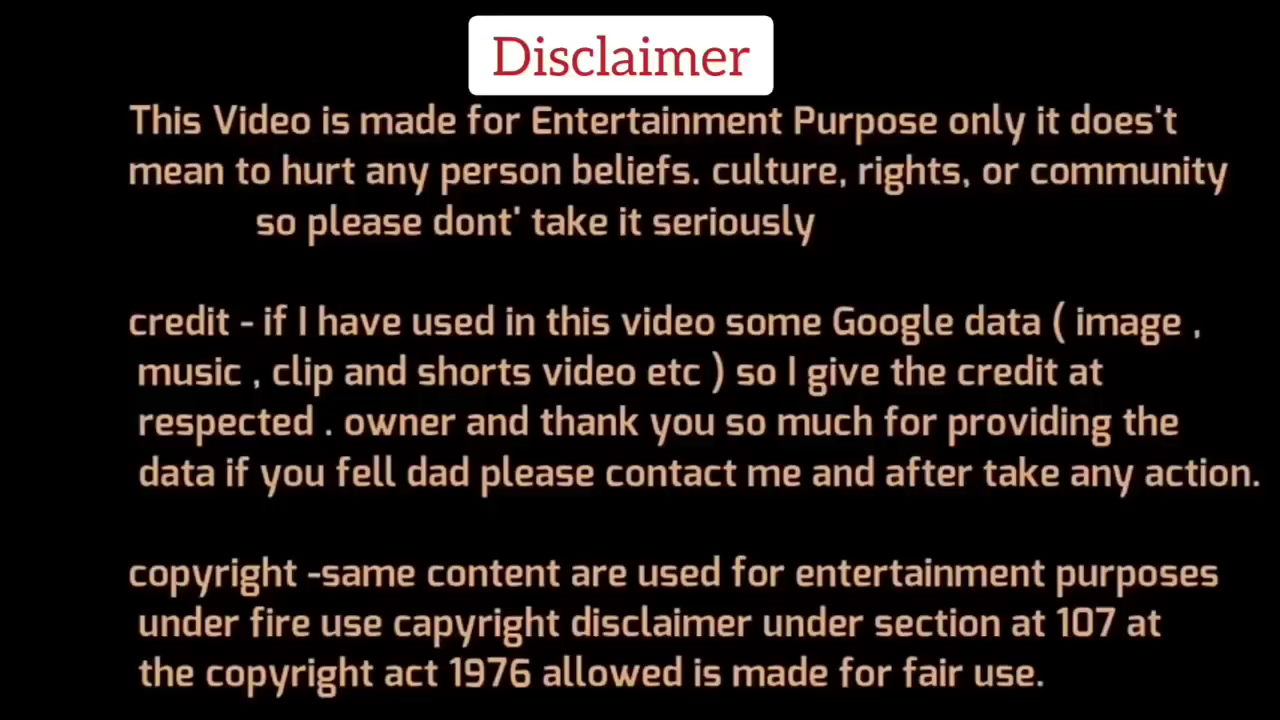 Disclaimer
This Video is made for Entertainment Purpose only it does't
mean to hurt any person beliefs. culture, rights, or community
so please dont' take it seriously
credit - if I have used in this video some Google data ( image ,
music , clip and shorts video etc ) so I give the credit at
respected . owner and thank you so much for providing the
data if you fell dad please contact me and after take any action.
copyright -same content are used for entertainment purposes
under fire use capyright disclaimer under section at 107 at
the copyright act 1976 allowed is made for fair use.